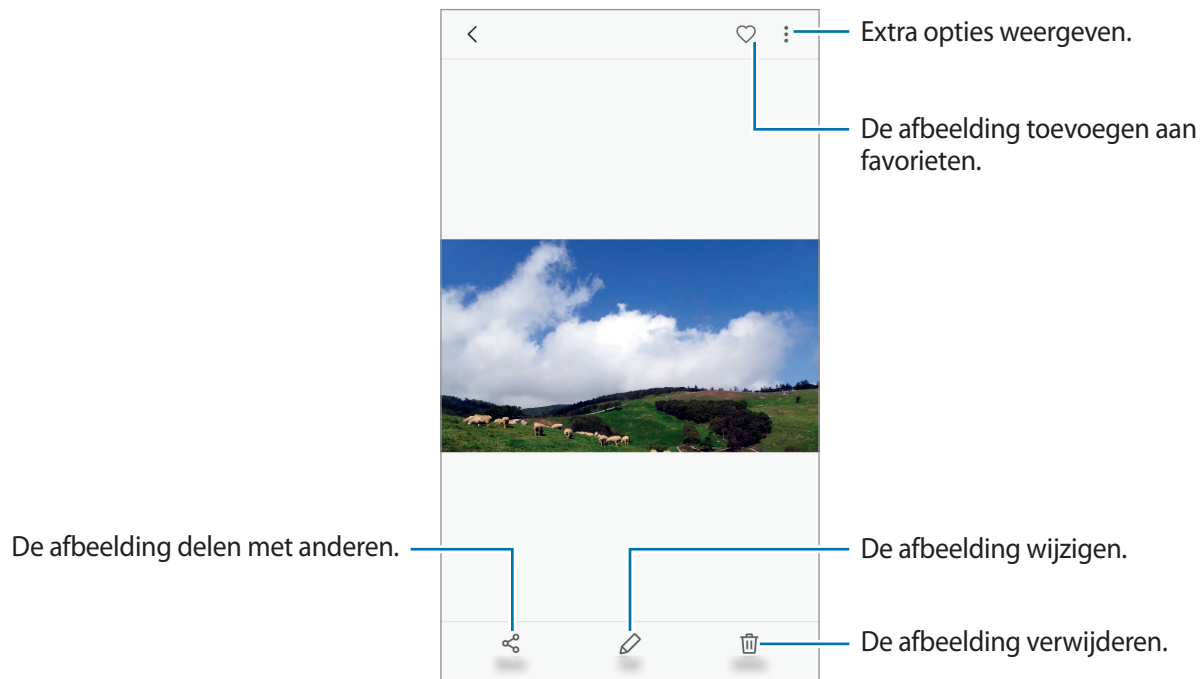 Extra opties weergeven.
De afbeelding toevoegen aan
favorieten.
De afbeelding delen met anderen.
De afbeelding wijzigen.
De afbeelding verwijderen.